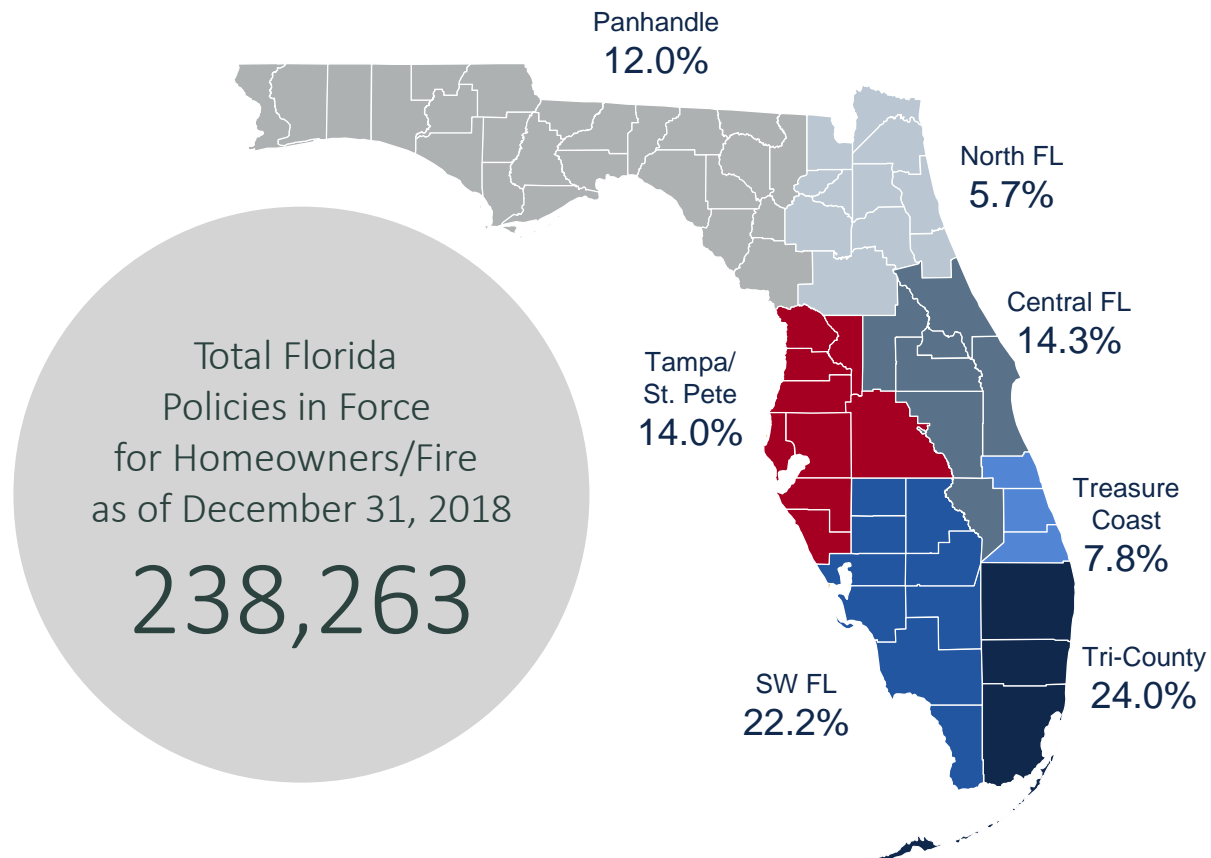 Panhandle
12.0%
North FL
5.7%
Central FL
14.3%
Tampa/
St. Pete
14.0%
Treasure
Coast
7.8%
Tri-County
24.0%
SW FL
22.2%
Total Florida
Policies in Force
for Homeowners/Fire
as of December 31, 2018
238,263